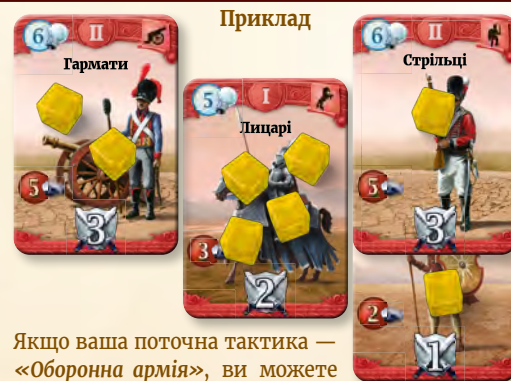 Приклад
6 II
Гармати
5
3
5 I
Лицарі
3
2
6 II
Стрільці
5
3
2
1
Якщо ваша поточна тактика —
«Оборонна армія», ви можете